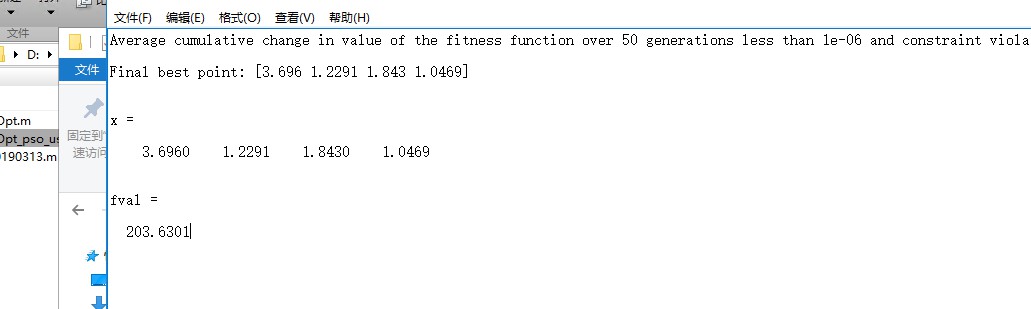 文件
D:
Opt.m
Opt_pso_us
0190313.m
文件
固定到"
速访问
文件(F) 编辑(E) 格式(O) 查看(V) 帮助(H)
Average cumulative change in value of the fitness function over 50 generations less than 1e-06 and constraint viola
Final best point: [3.696 1.2291 1.843 1.0469]
x =
3.6960 1.2291 1.8430 1.0469
fval =
203.6301